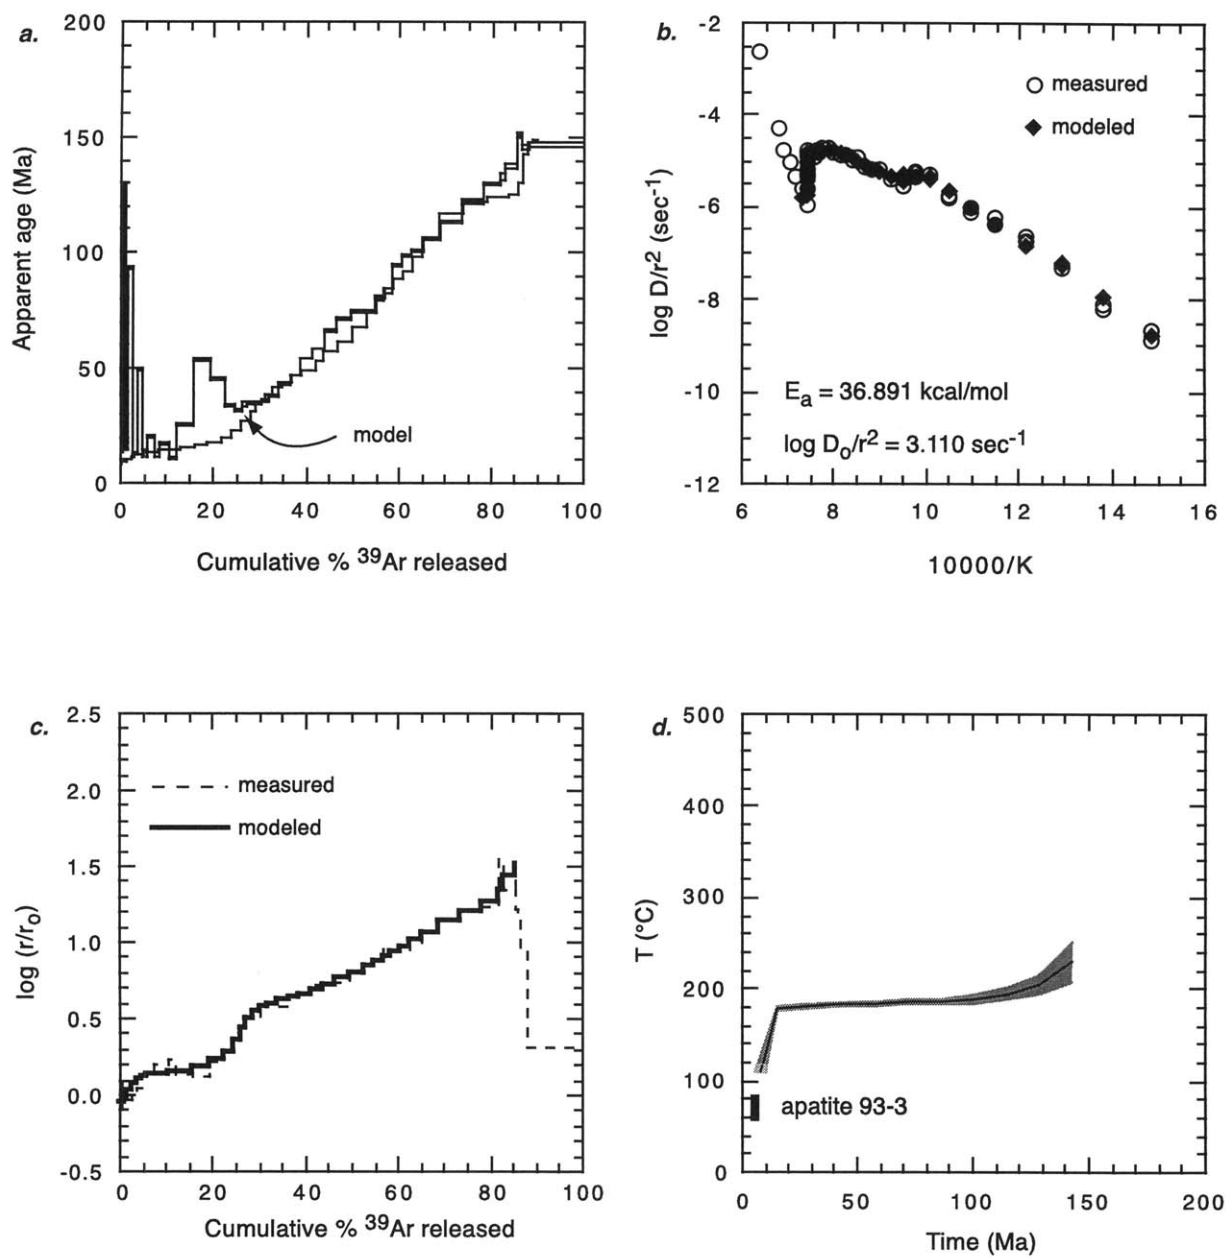 a.
200
150
100
50
0
Apparent age (Ma)
0 20 40 60 80 100
Cumulative % ³⁹Ar released
model
b.
-2
-4
-6
-8
-10
-12
log D/r² (sec⁻¹)
measured
modeled
Eₐ = 36.891 kcal/mol
log Dₒ/r² = 3.110 sec⁻¹
6 8 10 12 14 16
10000/K
c.
2.5
2.0
1.5
1.0
0.5
0.0
-0.5
log (r/rₒ)
measured
modeled
0 20 40 60 80 100
Cumulative % ³⁹Ar released
d.
500
400
300
200
100
0
T (°C)
apatite 93-3
0 50 100 150 200
Time (Ma)